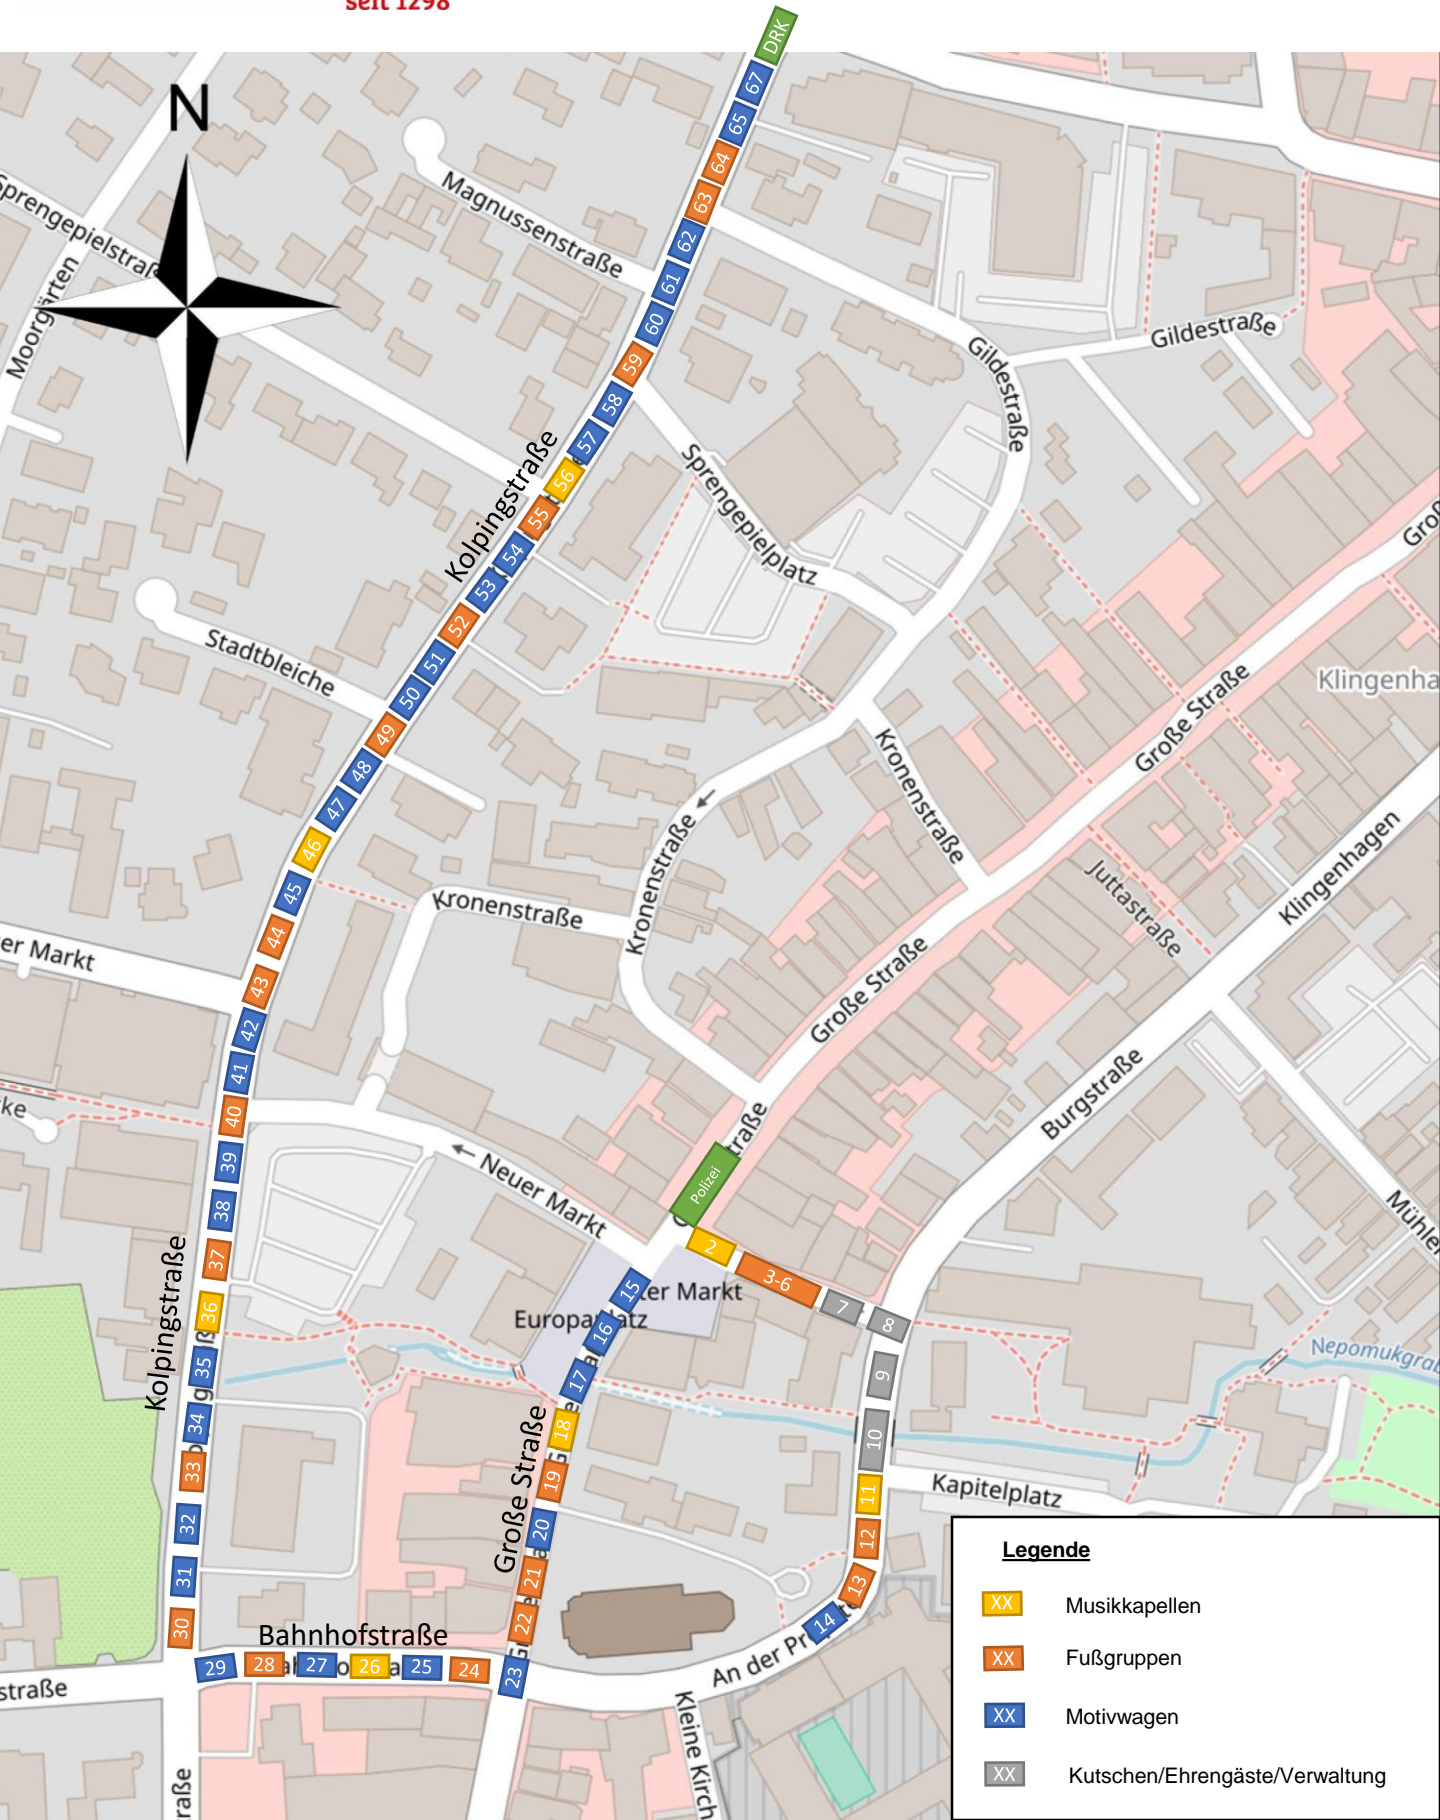 seit 1298
DRK
67
65
64
63
62
61
60
59
58
57
56
55
54
53
52
51
50
49
48
47
46
45
44
43
42
41
40
39
38
37
36
35
34
33
32
31
30
29
28
27
26
25
24
23
22
21
20
19
18
17
16
15
14
13
12
11
10
9
8
7
3-6
2
Polizei
N
Sprengepielstraß
Moorgärten
Magnussenstraße
Gildestraße
Gildestraße
Kolpingstraße
Sprengepielplatz
Stadtbleiche
Große Straße
Klingenha
Kronenstraße
Kronenstraße
Kronenstraße
Juttastraße
Klingenhagen
er Markt
Große Straße
Burgstraße
ke
traße
Neuer Markt
Mühlen
ter Markt
Europaplatz
Kolpingstraße
Nepomukgrab
Große Straße
Kapitelplatz
Bahnhofstraße
straße
An der Pr
Kleine Kirch
raße
Legende
XX Musikkapellen
XX Fußgruppen
XX Motivwagen
XX Kutschen/Ehrengäste/Verwaltung